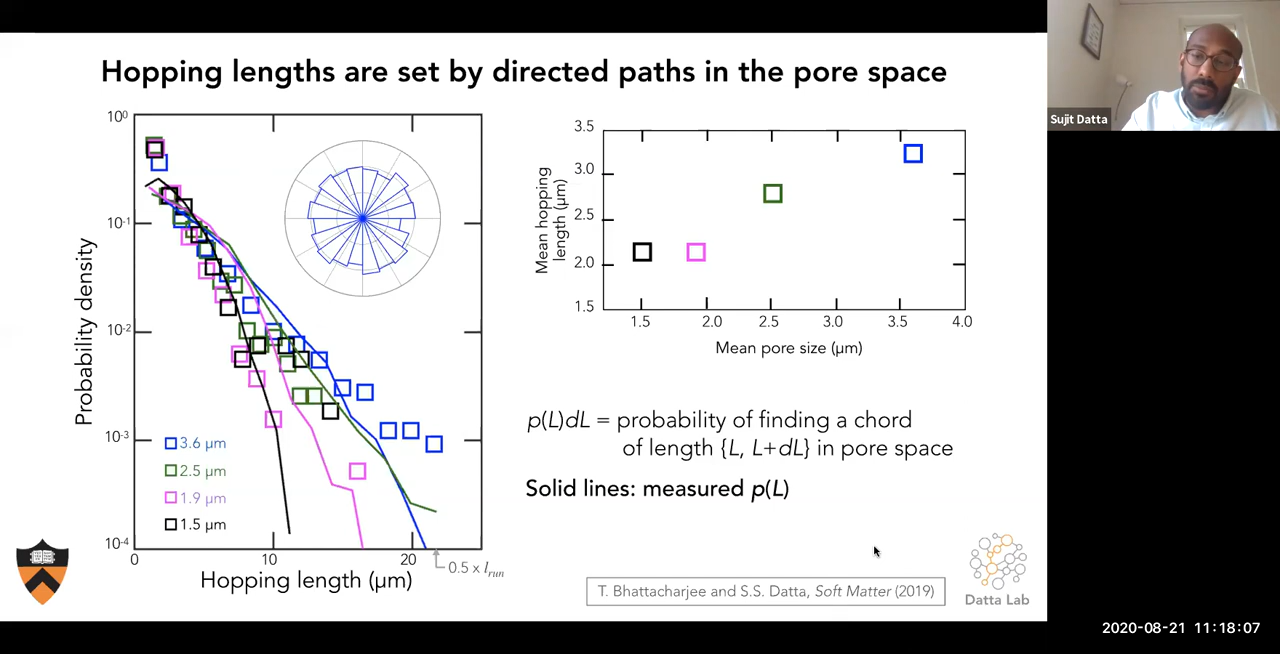 Hopping lengths are set by directed paths in the pore space
Sujit Datta
Probability density
10⁰
10⁻¹
10⁻²
10⁻³
10⁻⁴
3.6 μm
2.5 μm
1.9 μm
1.5 μm
0
10
20
0.5 x l_run
Hopping length (μm)
Mean hopping
length (μm)
3.5
3.0
2.5
2.0
1.5
1.5
2.0
2.5
3.0
3.5
4.0
Mean pore size (μm)
p(L)dL = probability of finding a chord
of length {L, L+dL} in pore space
Solid lines: measured p(L)
T. Bhattacharjee and S.S. Datta, Soft Matter (2019)
Datta Lab
2020-08-21 11:18:07